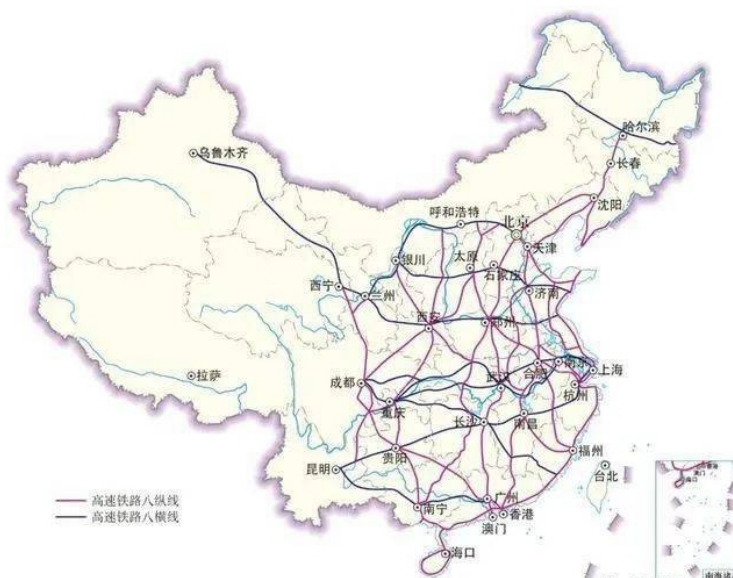 哈尔滨
乌鲁木齐
长春
沈阳
呼和浩特
北京
天津
银川
太原
石家庄
西宁
兰州
济南
西安
郑州
成都
重庆
武汉
合肥
南京
上海
杭州
长沙
南昌
贵阳
昆明
拉萨
福州
台北
南宁
广州
香港
澳门
海口
高速铁路八纵线
高速铁路八横线
澳门
海口